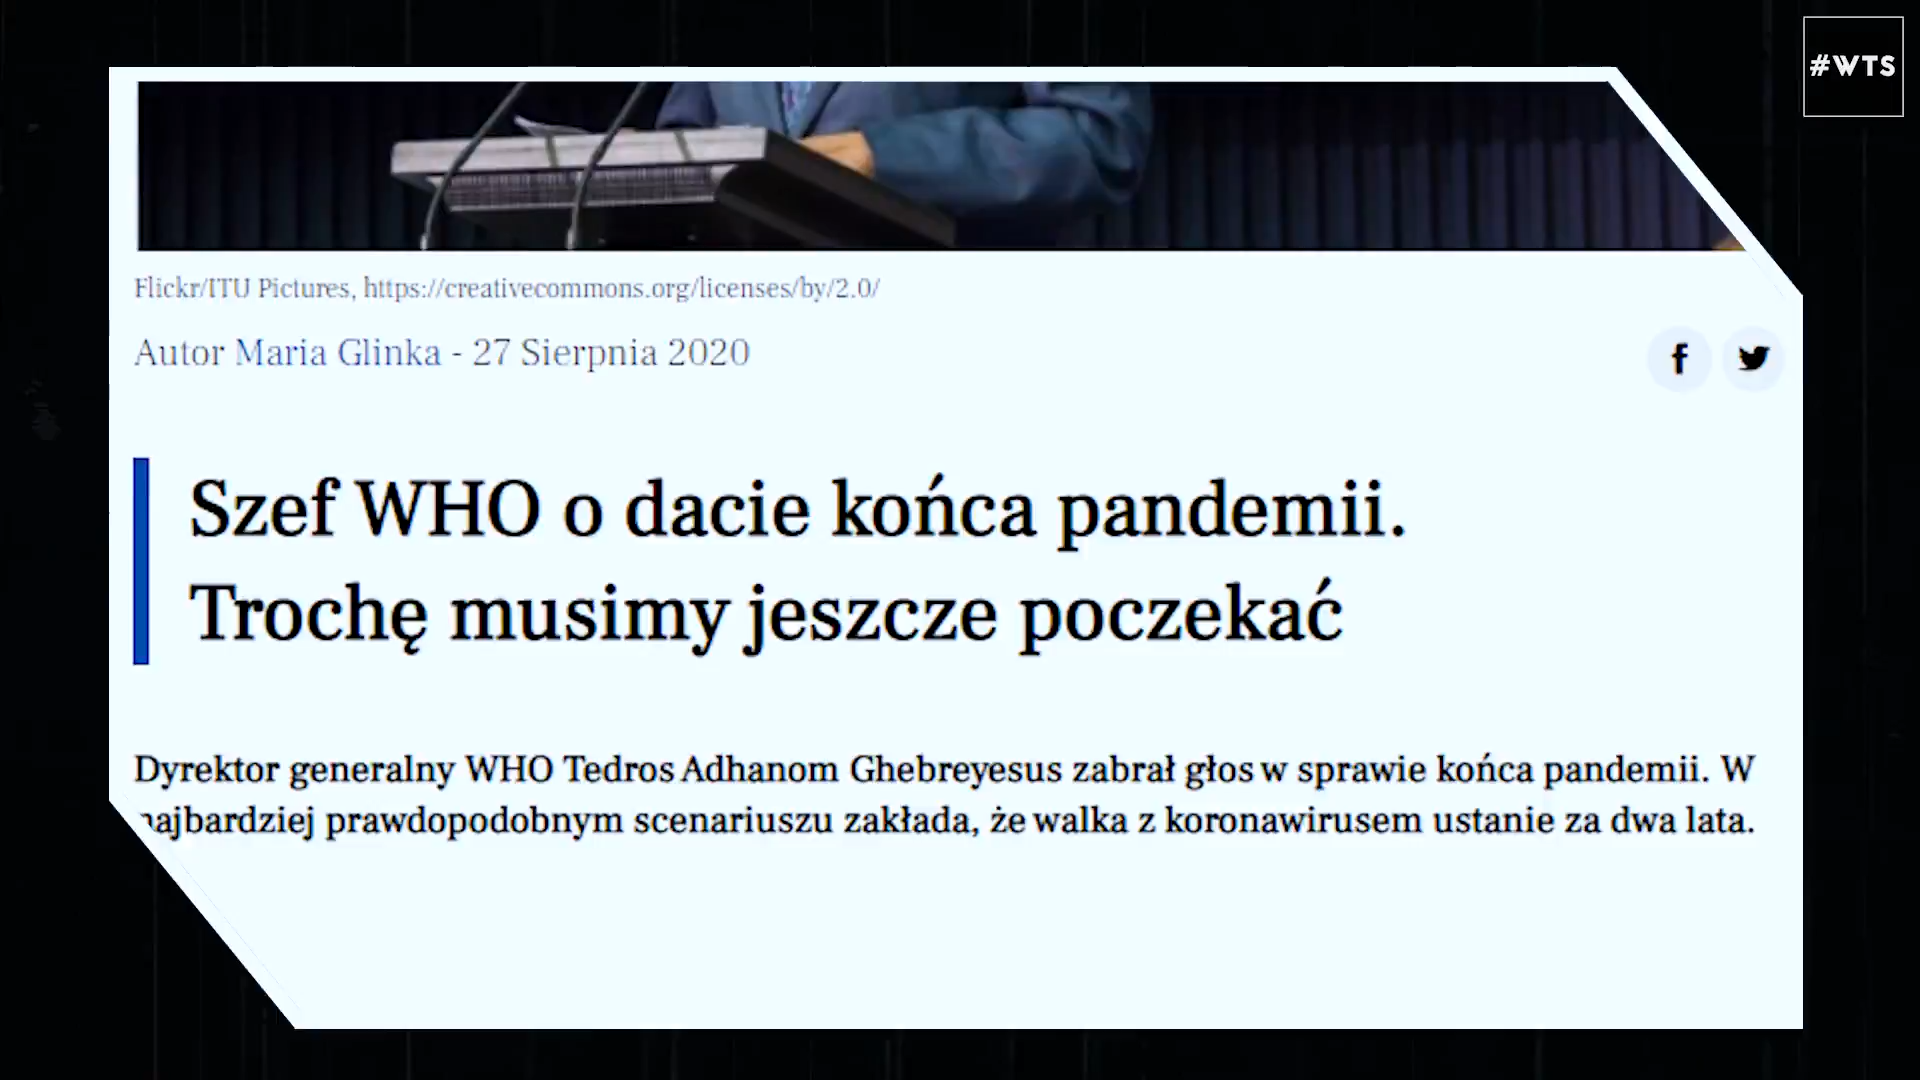 #WTS
Flickr/ITU Pictures, https://creativecommons.org/licenses/by/2.0/
Autor Maria Glinka - 27 Sierpnia 2020
f
Szef WHO o dacie końca pandemii.
Trochę musimy jeszcze poczekać
Dyrektor generalny WHO Tedros Adhanom Ghebreyesus zabrał głos w sprawie końca pandemii. W
najbardziej prawdopodobnym scenariuszu zakłada, że walka z koronawirusem ustanie za dwa lata.